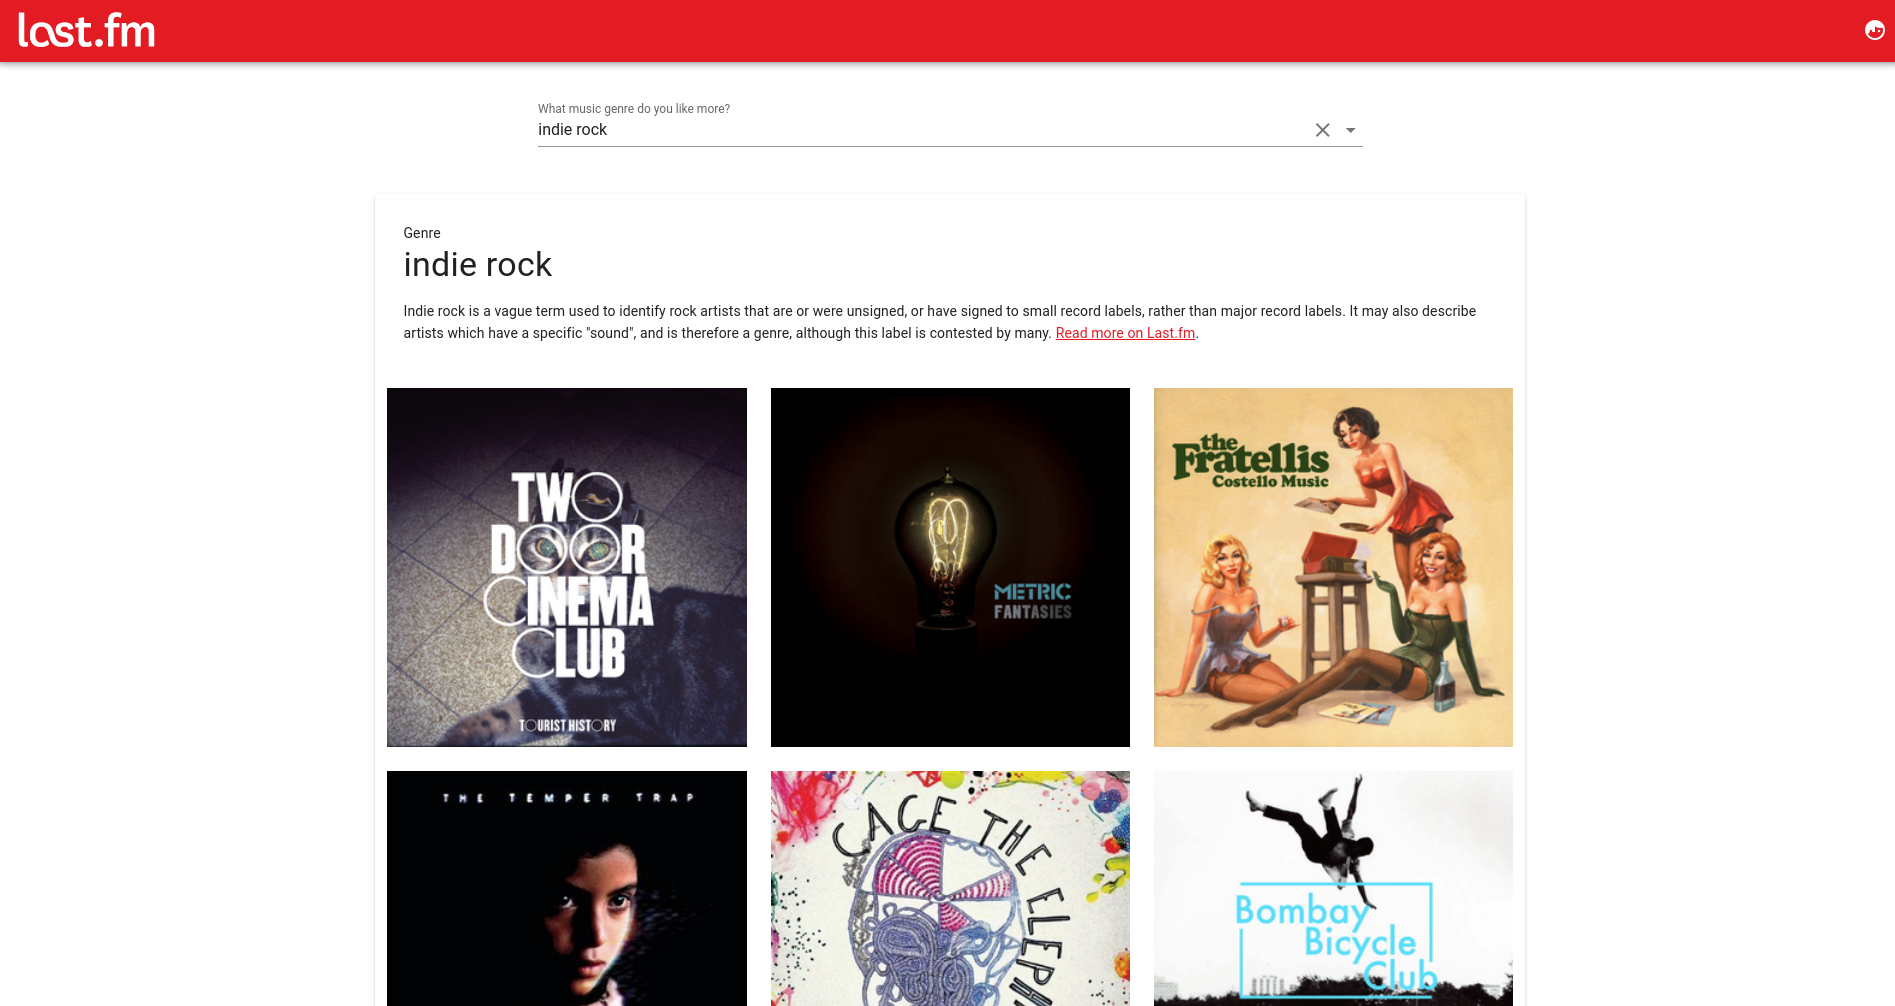 last.fm
What music genre do you like more?
indie rock
Genre
indie rock
Indie rock is a vague term used to identify rock artists that are or were unsigned, or have signed to small record labels, rather than major record labels. It may also describe
artists which have a specific "sound", and is therefore a genre, although this label is contested by many. Read more on Last.fm.
TWO
DOOR
CINEMA
CLUB
TOURIST HISTORY
METRIC
FANTASIES
the
Fratellis
Costello Music
THE TEMPER TRAP
CAGE THE ELEPH
Bombay
Bicycle
Club